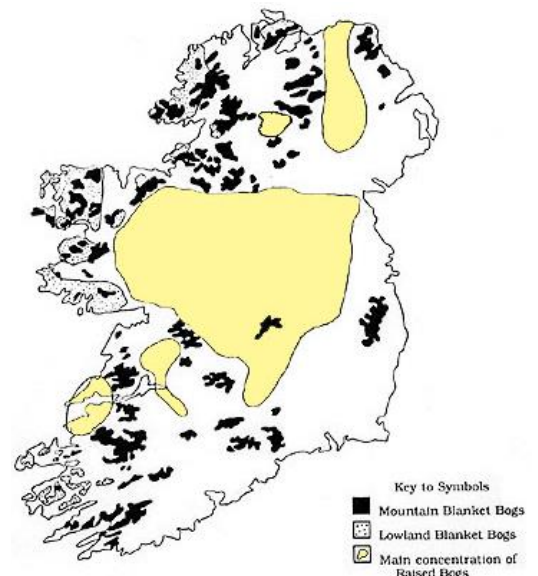 Key to Symbols
Mountain Blanket Bogs
Lowland Blanket Bogs
Main concentration of
Raised Bogs